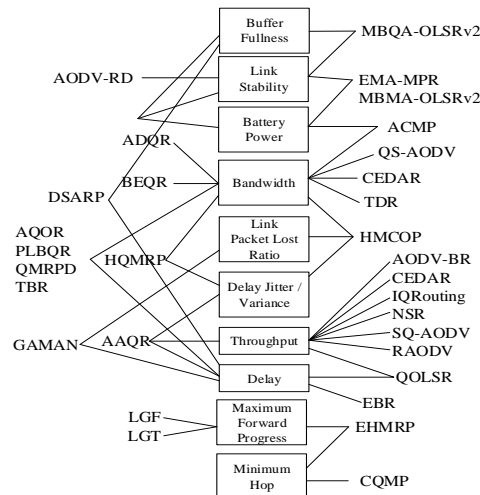 Buffer
Fullness
MBQA-OLSRv2
AODV-RD
Link
Stability
EMA-MPR
MBMA-OLSRv2
Battery
Power
ACMP
ADQR
QS-AODV
BEQR
Bandwidth
CEDAR
DSARP
TDR
AQOR
PLBQR
QMRPD
TBR
HQMRP
Link
Packet Lost
Ratio
HMCOP
Delay Jitter /
Variance
AODV-BR
CEDAR
IQRouting
NSR
SQ-AODV
RAODV
GAMAN
AAQR
Throughput
Delay
QOLSR
EBR
LGF
LGT
Maximum
Forward
Progress
EHMRP
Minimum
Hop
CQMP